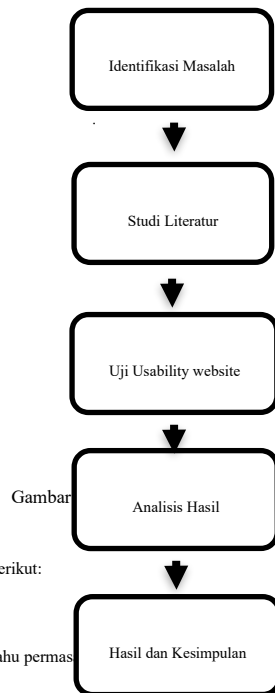 Identifikasi Masalah
.
Studi Literatur
Uji Usability website
Gambar
Analisis Hasil
erikut:
ahu permas
Hasil dan Kesimpulan